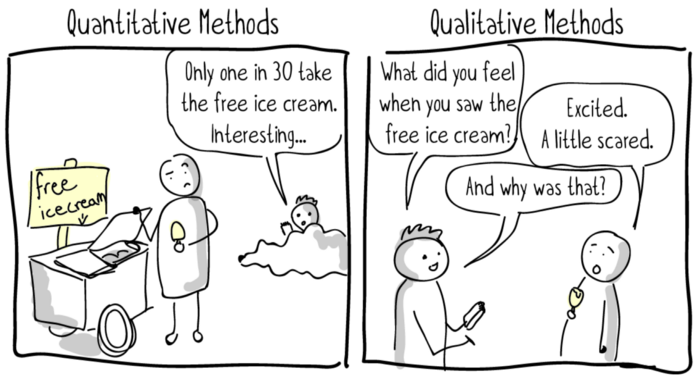 Quantitative Methods
Only one in 30 take
the free ice cream.
Interesting...
free
icecream
Qualitative Methods
What did you feel
when you saw the
free ice cream?
Excited.
A little scared.
And why was that?